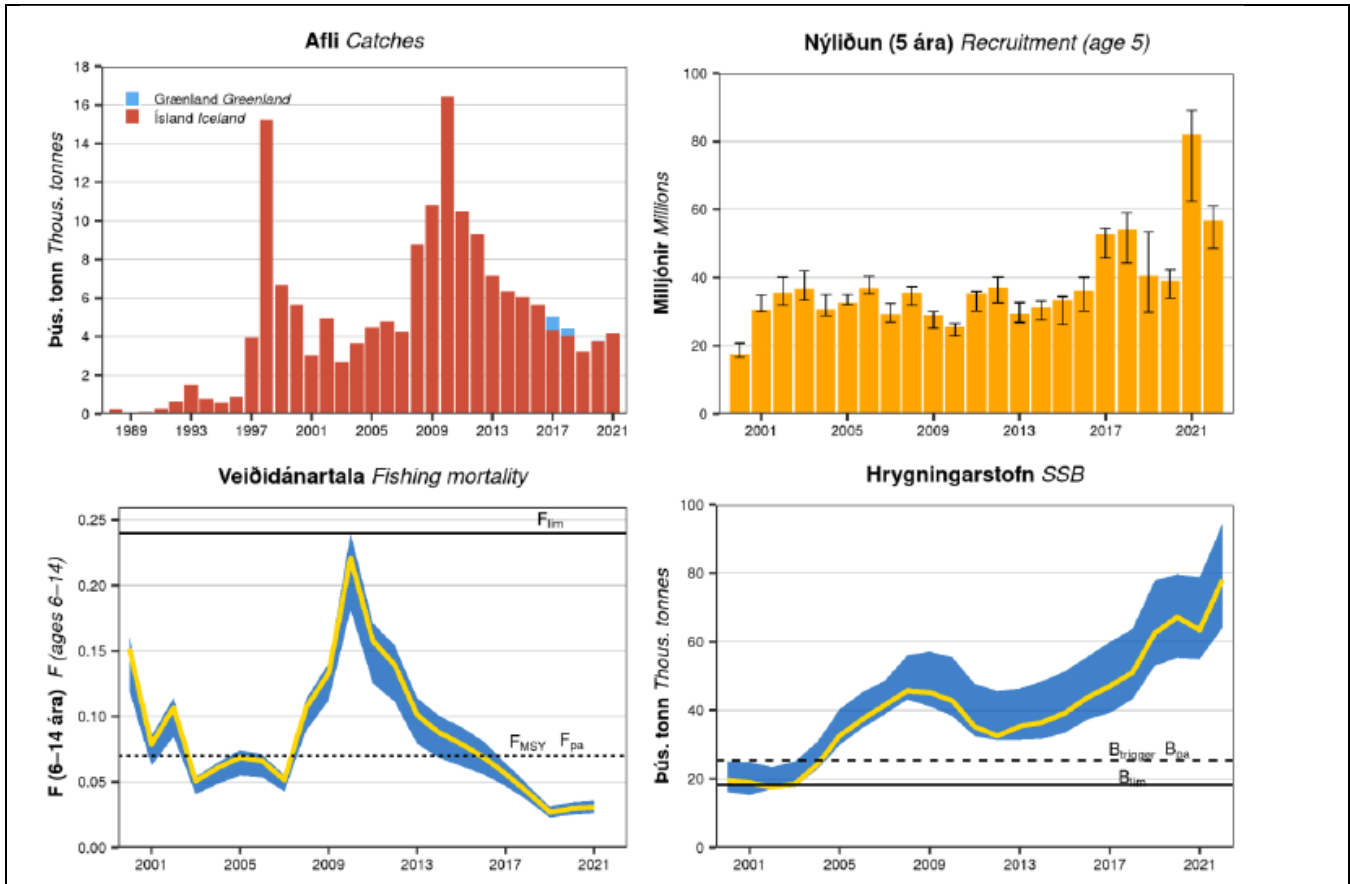 Afli Catches
Þús. tonn Thous. tonnes
18
16
14
12
10
8
6
4
2
0
Grænland Greenland
Ísland Iceland
1989 1993 1997 2001 2005 2009 2013 2017 2021
Nýliðun (5 ára) Recruitment (age 5)
Milljónir Millions
100
80
60
40
20
0
2001 2005 2009 2013 2017 2021
Veiðidánartala Fishing mortality
F (6–14 ára) F (ages 6–14)
0.25
0.20
0.15
0.10
0.05
0.00
Flim
FMSY Fpa
2001 2005 2009 2013 2017 2021
Hrygningarstofn SSB
Þús. tonn Thous. tonnes
100
80
60
40
20
0
Btrigger Bpa
Blim
2001 2005 2009 2013 2017 2021